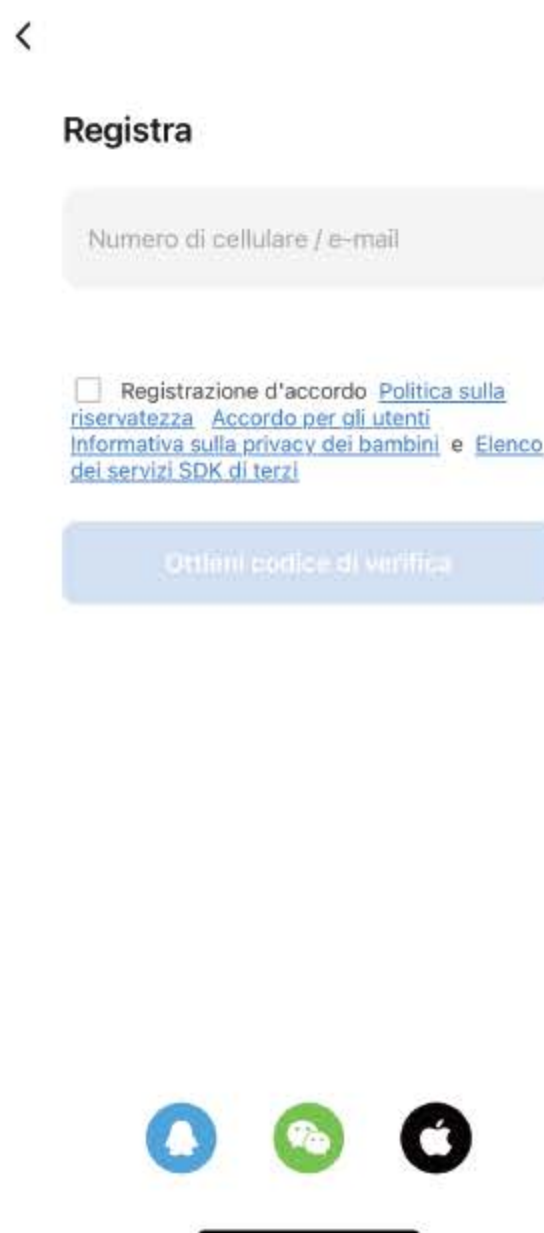 Registra
Numero di cellulare / e-mail
Registrazione d'accordo Politica sulla
riservatezza Accordo per gli utenti
Informativa sulla privacy dei bambini e Elenco
dei servizi SDK di terzi
Ottieni codice di verifica